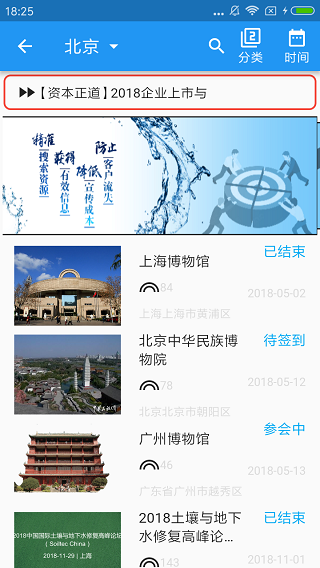 18:25
北京
分类
时间
【资本正道】2018企业上市与
精准
搜索资源
获得
有效信息
降低
宣传成本
防止
客户流失
上海博物馆
已结束
84
2018-05-02
上海上海市黄浦区
北京中华民族博
物院
待签到
78
2018-05-12
北京北京市朝阳区
广州博物馆
参会中
46
2018-05-13
广东省广州市越秀区
2018中国国际土壤与地下水修复高峰论坛
( Soiltec China )
2018-11-29 | 上海
2018土壤与地下
水修复高峰论...
已结束
143
2018-11-01